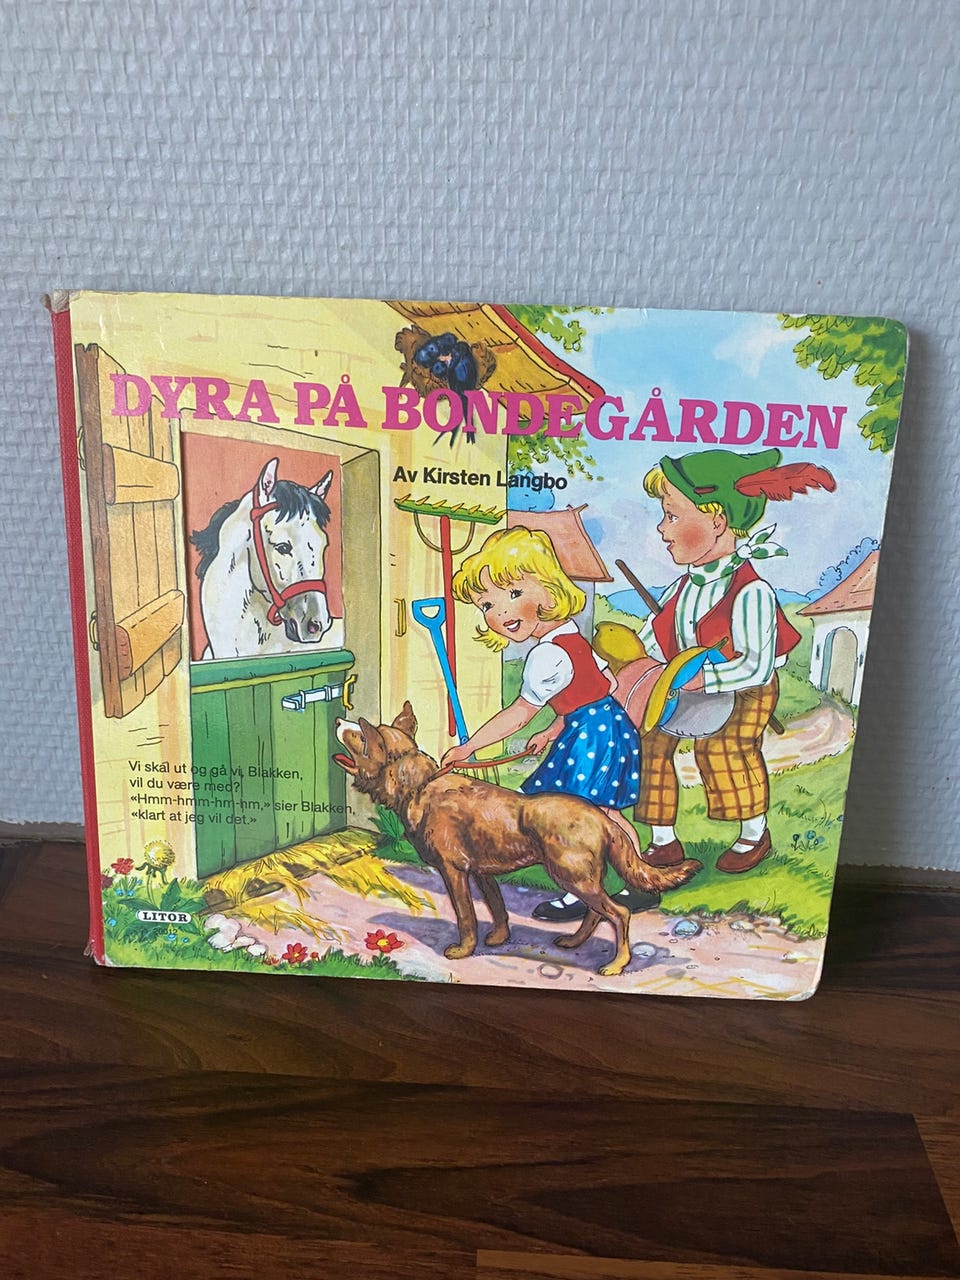 DYRA PÅ BONDEGÅRDEN
Av Kirsten Langbo
Vi skal ut og gå vi, Blakken,
vil du være med?
«Hmm-hmm-hm-hm,» sier Blakken,
«klart at jeg vil det.»
LITOR